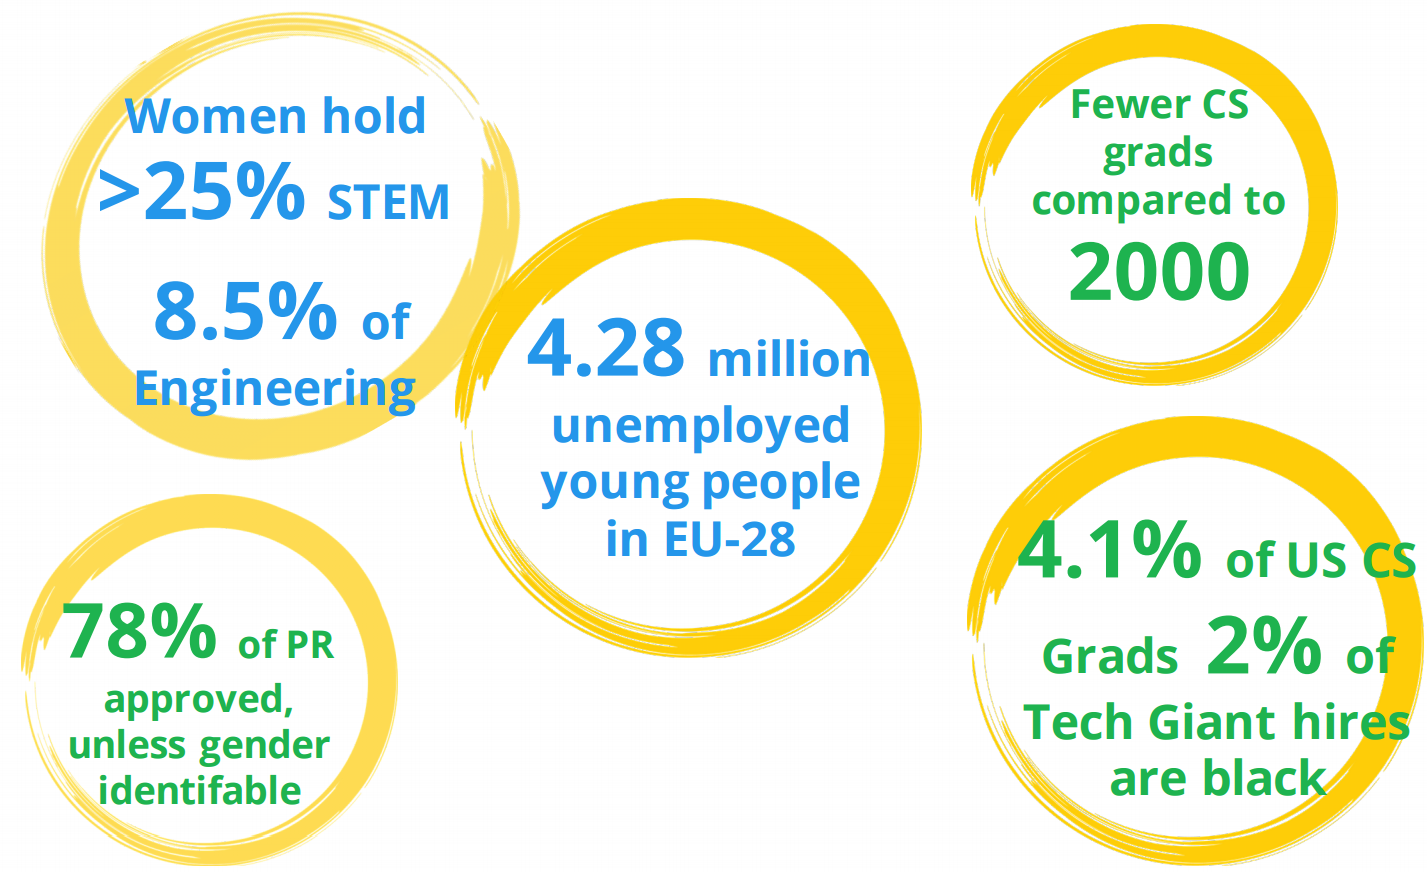 Women hold
>25% STEM
8.5% of
Engineering
4.28 million
unemployed
young people
in EU-28
Fewer CS
grads
compared to
2000
78% of PR
approved,
unless gender
identifable
4.1% of US CS
Grads 2% of
Tech Giant hires
are black